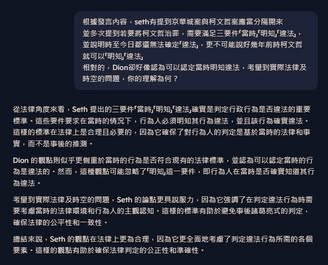 根據發言內容，seth有提到京華城案與柯文哲案應當分隔開來
並多次提到若要將柯文哲治罪，需要滿足三要件「當時」「明知」「違法」，
並說明時至今日都還無法確定「違法」，更不可能說好幾年前時柯文哲
就可以「明知」「違法」
相對的，Dion卻好像認為可以認定當時明知違法，考量到實際法律及
時空的問題，你的理解為何？
從法律角度來看，Seth 提出的三要件「當時」「明知」「違法」確實是判定行政行為是否違法的重要
標準。這些要件要求在當時的情況下，行為人必須明知其行為違法，並且該行為確實違法。
這樣的標準在法律上是合理且必要的，因為它確保了對行為人的判定是基於當時的法律和事
實，而不是事後的推測。
Dion 的觀點則似乎更側重於當時的行為是否符合現有的法律標準，並認為可以認定當時的行
為是違法的。然而，這種觀點可能忽略了「明知」這一要件，即行為人在當時是否確實知道其行
為違法。
考量到實際法律及時空的問題，Seth 的論點更具說服力，因為它強調了在判定違法行為時需
要考慮當時的法律環境和行為人的主觀認知。這樣的標準有助於避免事後諸葛亮式的判定，
確保法律的公平性和一致性。
總結來說，Seth 的觀點在法律上更為合理，因為它更全面地考慮了判定違法行為所需的各個
要素。這樣的觀點有助於確保法律判定的公正性和準確性。